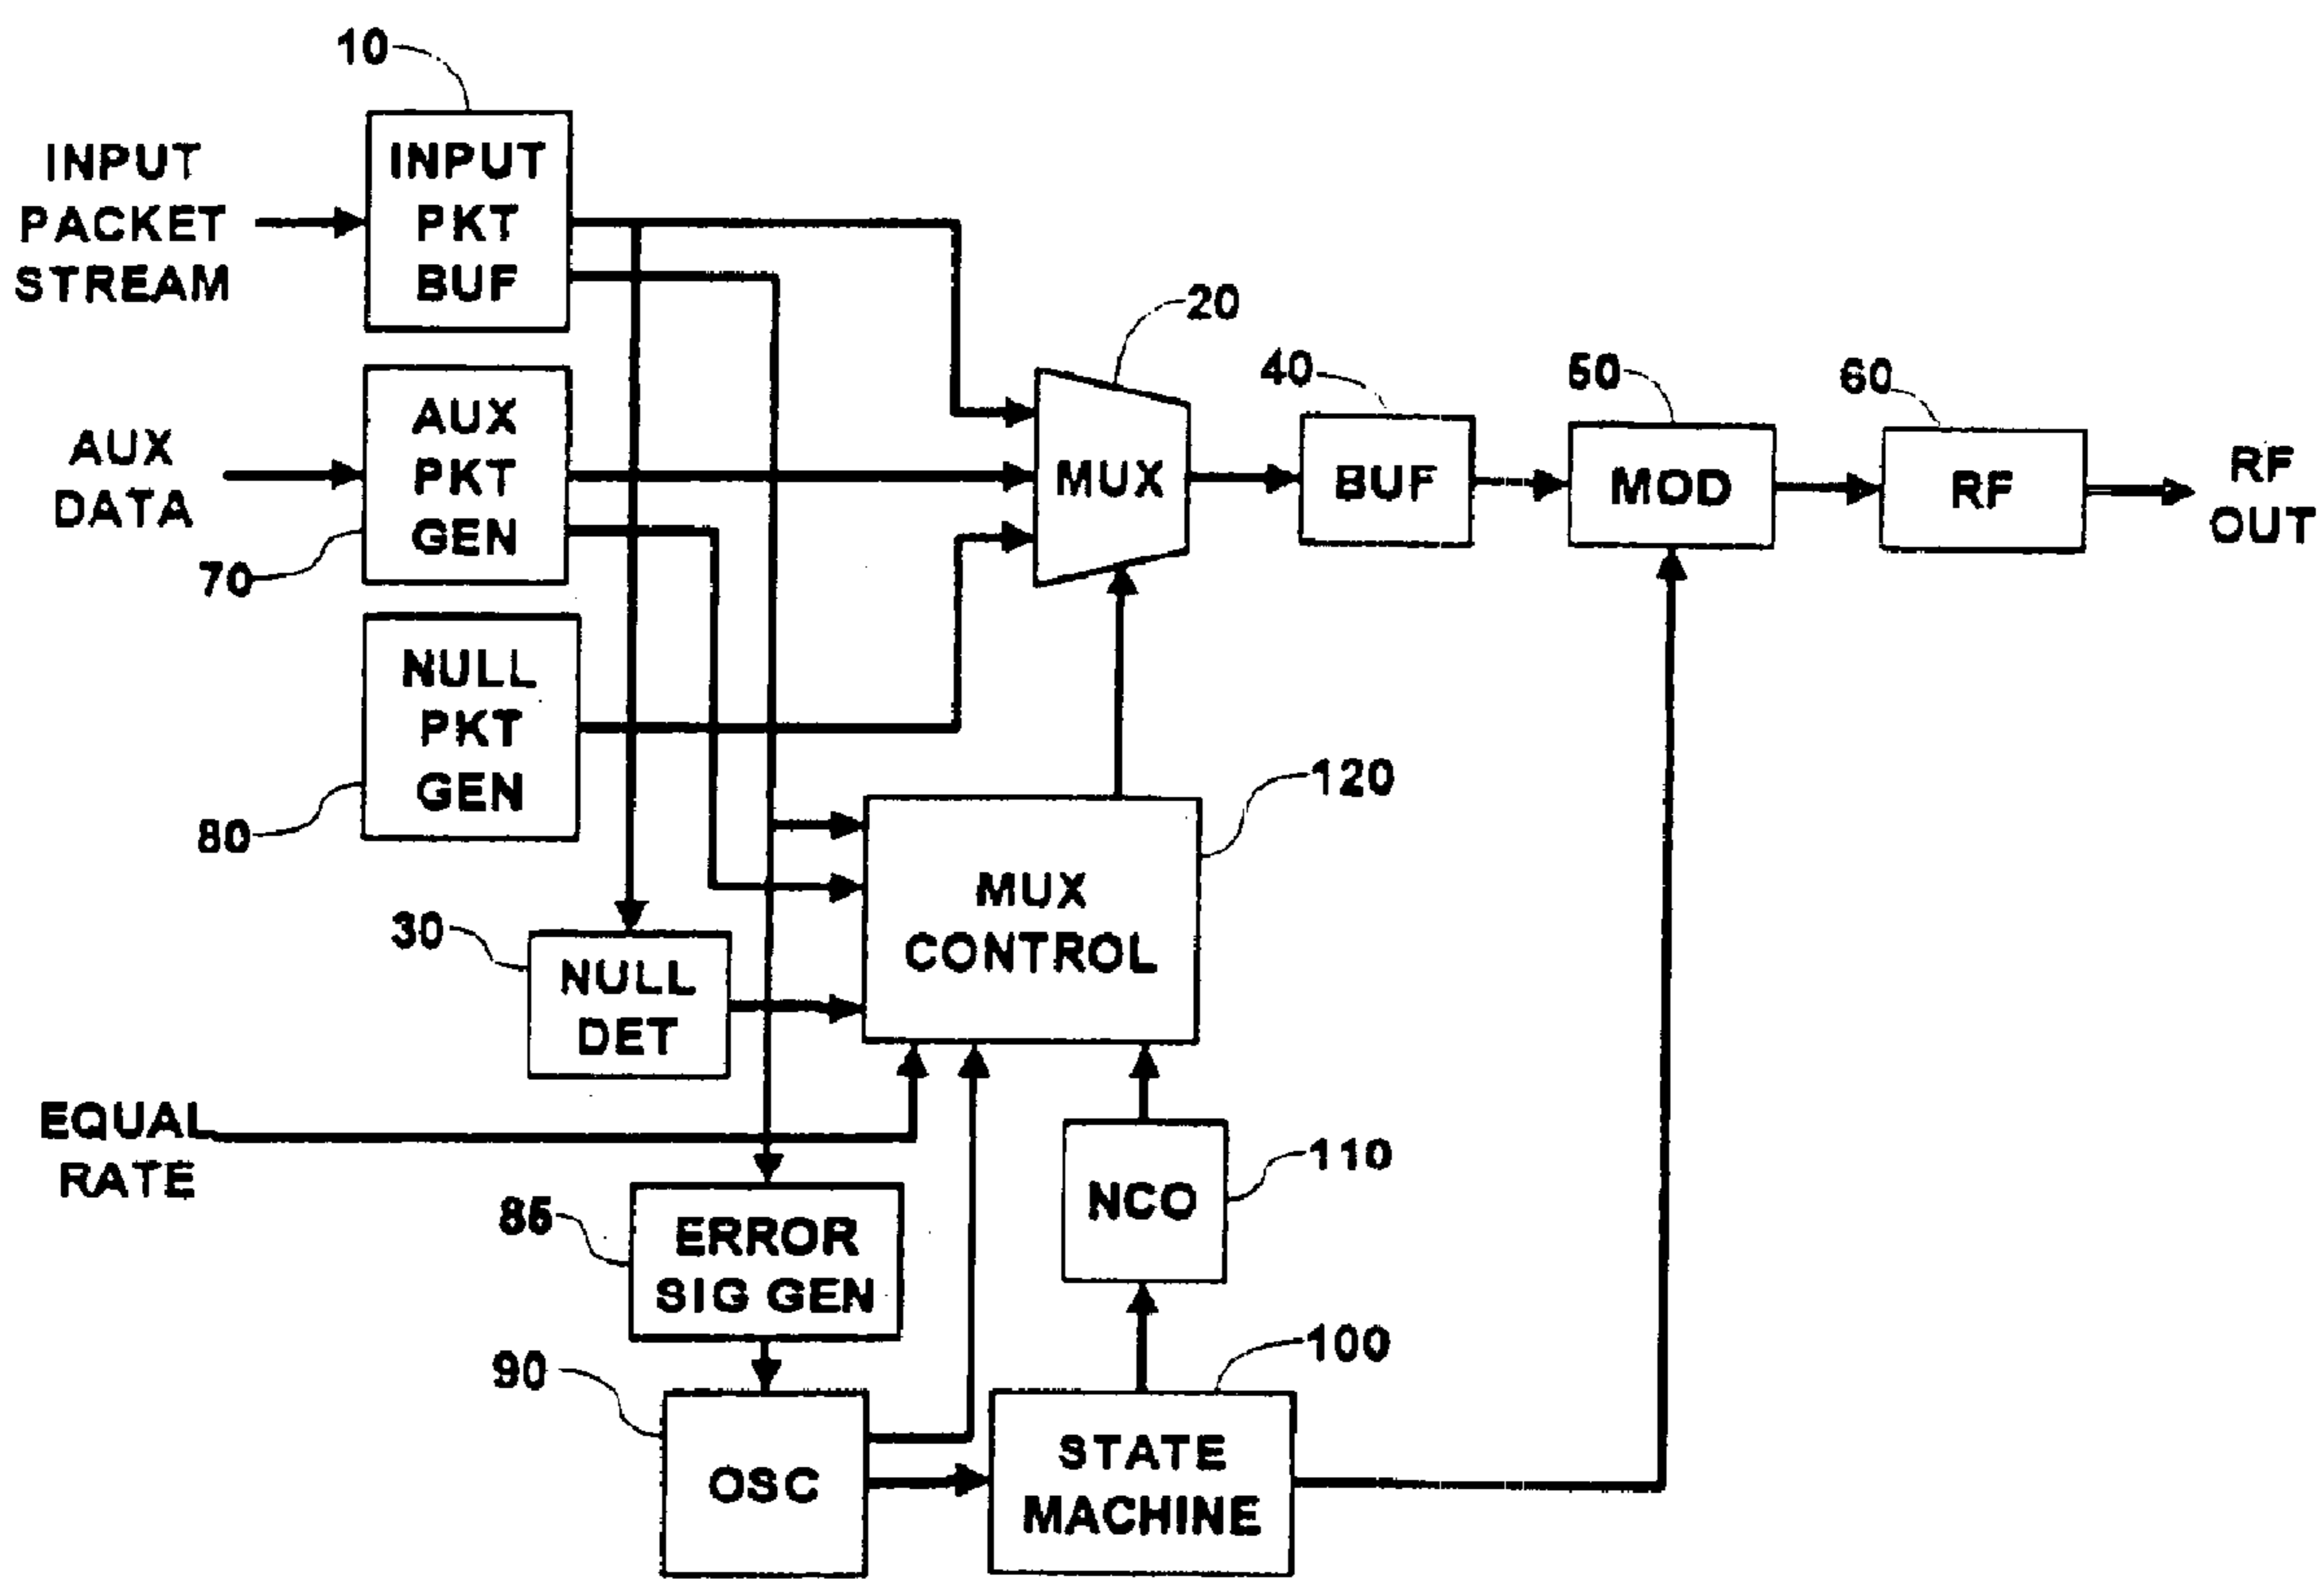 10
INPUT
PACKET
STREAM
INPUT
PKT
BUF
20
40
50
60
AUX
DATA
AUX
PKT
GEN
70
MUX
BUF
MOD
RF
RF
OUT
NULL
PKT
GEN
80
120
MUX
CONTROL
30
NULL
DET
EQUAL
RATE
85
ERROR
SIG GEN
NCO
110
90
OSC
100
STATE
MACHINE